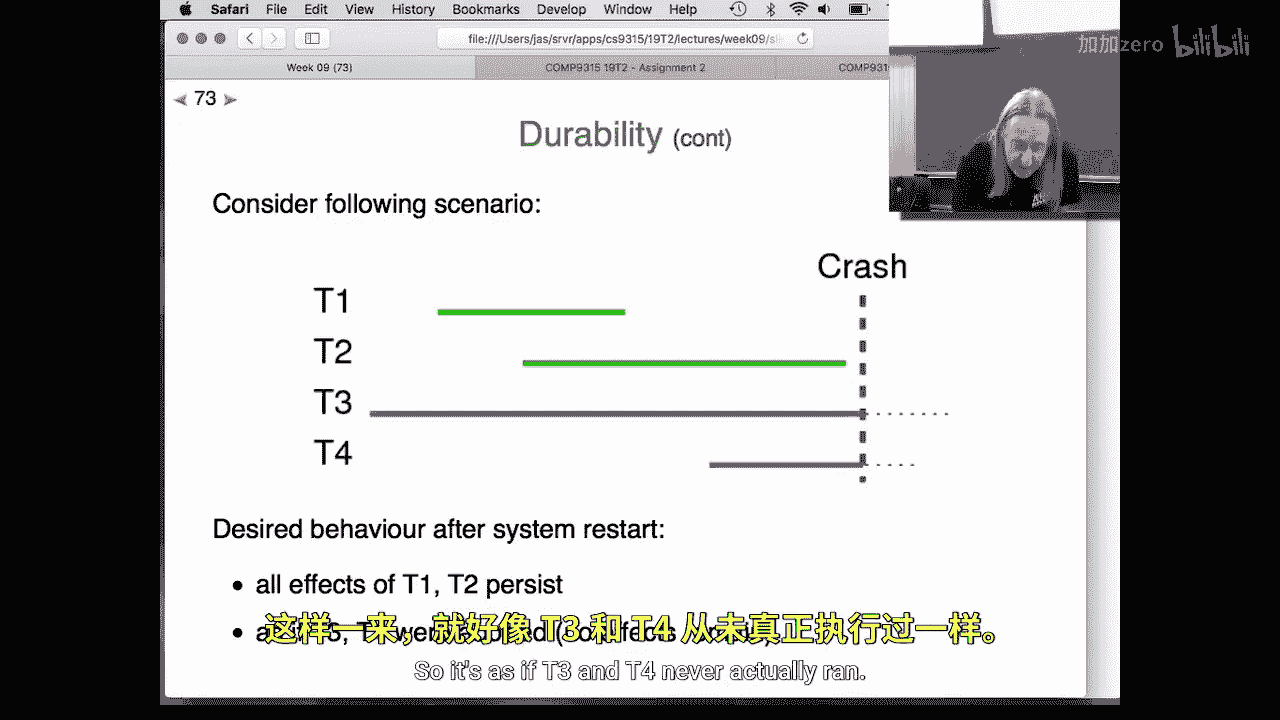 Safari File Edit View History Bookmarks Develop Window Help
file:///Users/jas/srvr/apps/cs9315/19T2/lectures/week09/sl
Week 09 (73) COMP9315 19T2 - Assignment 2 COMP931
加加zero bilibili
73
Durability (cont)
Consider following scenario:
Crash
T1
T2
T3
T4
Desired behaviour after system restart:
• all effects of T1, T2 persist
这样一来，就好像 T3 和 T4 从未真正执行过一样。
So it's as if T3 and T4 never actually ran.